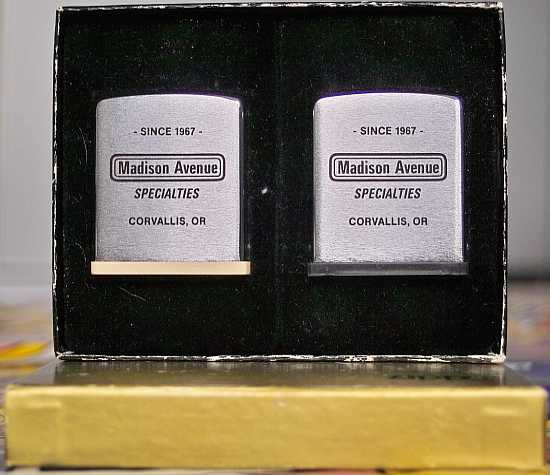 - SINCE 1967 -
Madison Avenue
SPECIALTIES
CORVALLIS, OR
- SINCE 1967 -
Madison Avenue
SPECIALTIES
CORVALLIS, OR